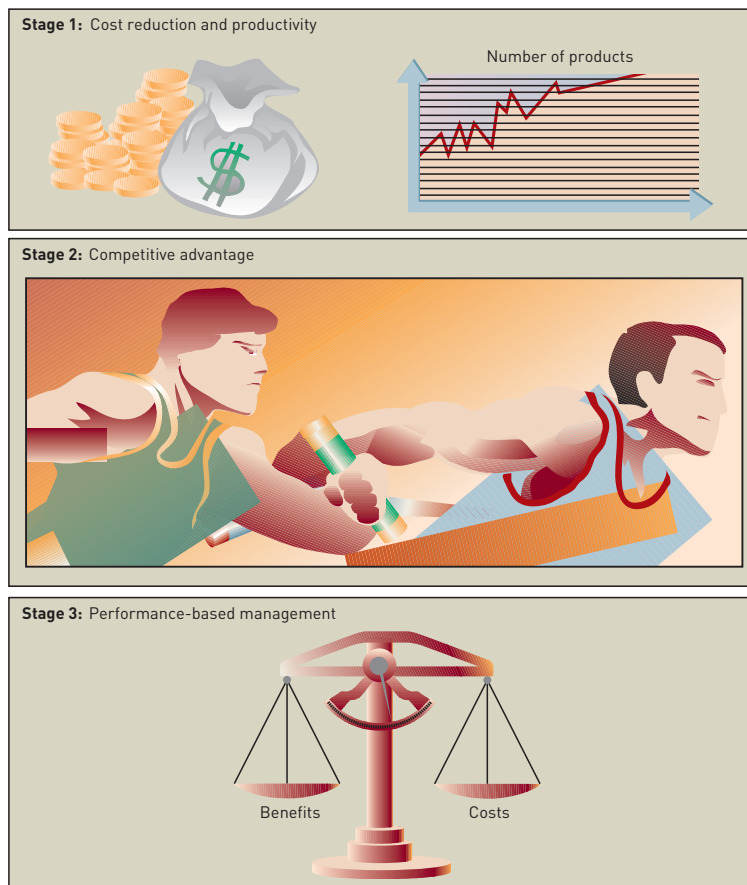 Stage 1: Cost reduction and productivity
$
Number of products
Stage 2: Competitive advantage
Stage 3: Performance-based management
Benefits
Costs